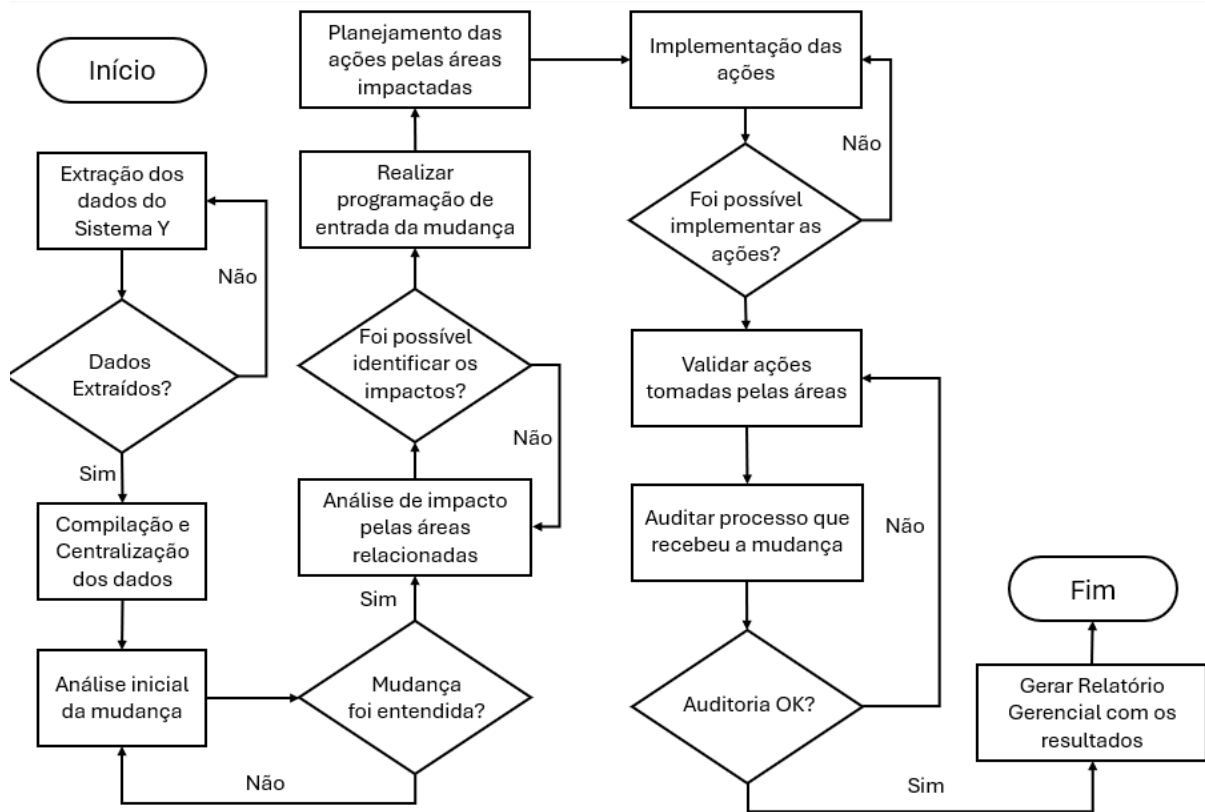 Início
Extração dos
dados do
Sistema Y
Não
Dados
Extraídos?
Sim
Compilação e
Centralização
dos dados
Análise inicial
da mudança
Mudança
foi entendida?
Não
Sim
Análise de impacto
pelas áreas
relacionadas
Não
Foi possível
identificar os
impactos?
Realizar
programação de
entrada da mudança
Planejamento das
ações pelas áreas
impactadas
Implementação das
ações
Não
Foi possível
implementar as
ações?
Validar ações
tomadas pelas áreas
Auditar processo que
recebeu a mudança
Não
Auditoria OK?
Sim
Gerar Relatório
Gerencial com os
resultados
Fim